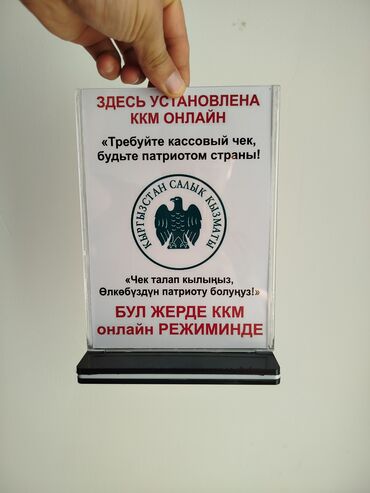 ЗДЕСЬ УСТАНОВЛЕНА
ККМ ОНЛАЙН
«Требуйте кассовый чек,
будьте патриотом страны!
КЫРГЫЗСТАН САЛЫК КЫЗМАТЫ
«Чек талап кылыңыз,
Өлкөбүздүн патриоту болуңуз!»
БУЛ ЖЕРДЕ ККМ
онлайн РЕЖИМИНДЕ